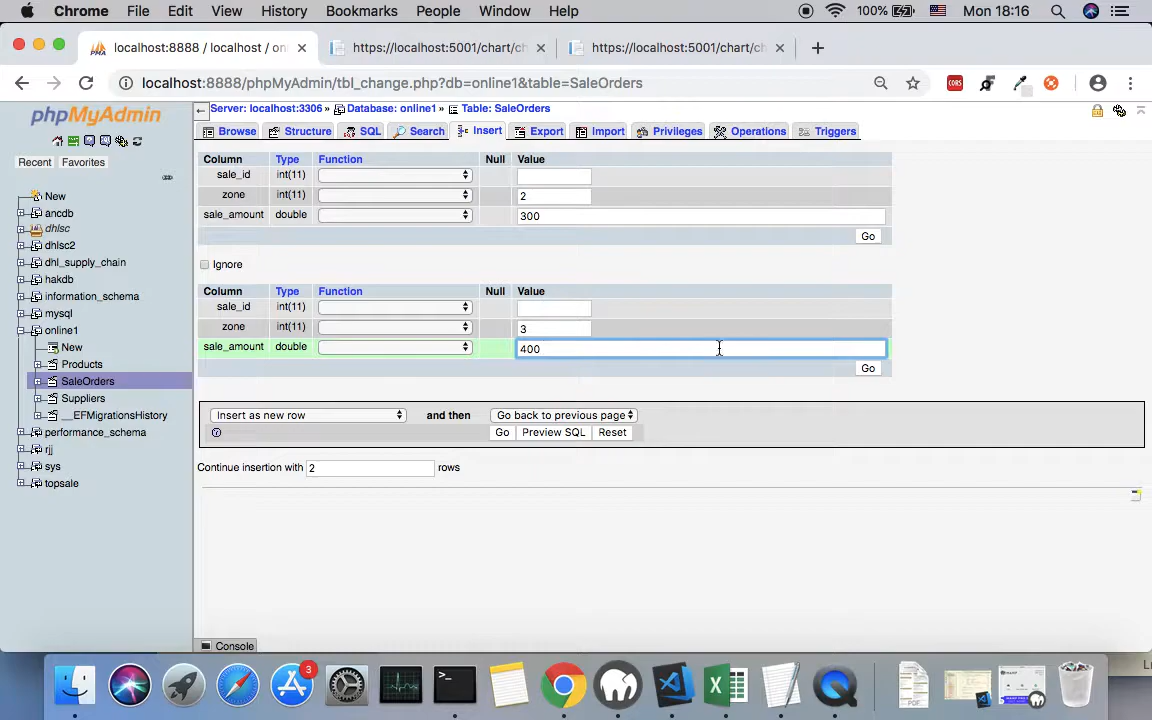 Chrome File Edit View History Bookmarks People Window Help 100% Mon 18:16
localhost:8888 / localhost / on https://localhost:5001/chart/ch https://localhost:5001/chart/ch
localhost:8888/phpMyAdmin/tbl_change.php?db=online1&table=SaleOrders CORS
phpMyAdmin
Recent Favorites
New
ancdb
dhlsc
dhlsc2
dhl_supply_chain
hakdb
information_schema
mysql
online1
New
Products
SaleOrders
Suppliers
__EFMigrationsHistory
performance_schema
rjj
sys
topsale
Server: localhost:3306 » Database: online1 » Table: SaleOrders
Browse Structure SQL Search Insert Export Import Privileges Operations Triggers
Column Type Function Null Value
sale_id int(11)
zone int(11) 2
sale_amount double 300
Go
Ignore
Column Type Function Null Value
sale_id int(11)
zone int(11) 3
sale_amount double 400
Go
Insert as new row and then Go back to previous page
Go Preview SQL Reset
Continue insertion with 2 rows
Console
3